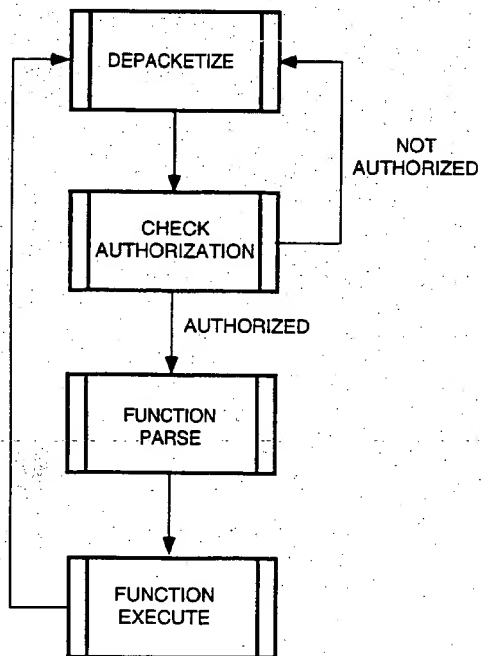 DEPACKETIZE
NOT
AUTHORIZED
CHECK
AUTHORIZATION
AUTHORIZED
FUNCTION
PARSE
FUNCTION
EXECUTE